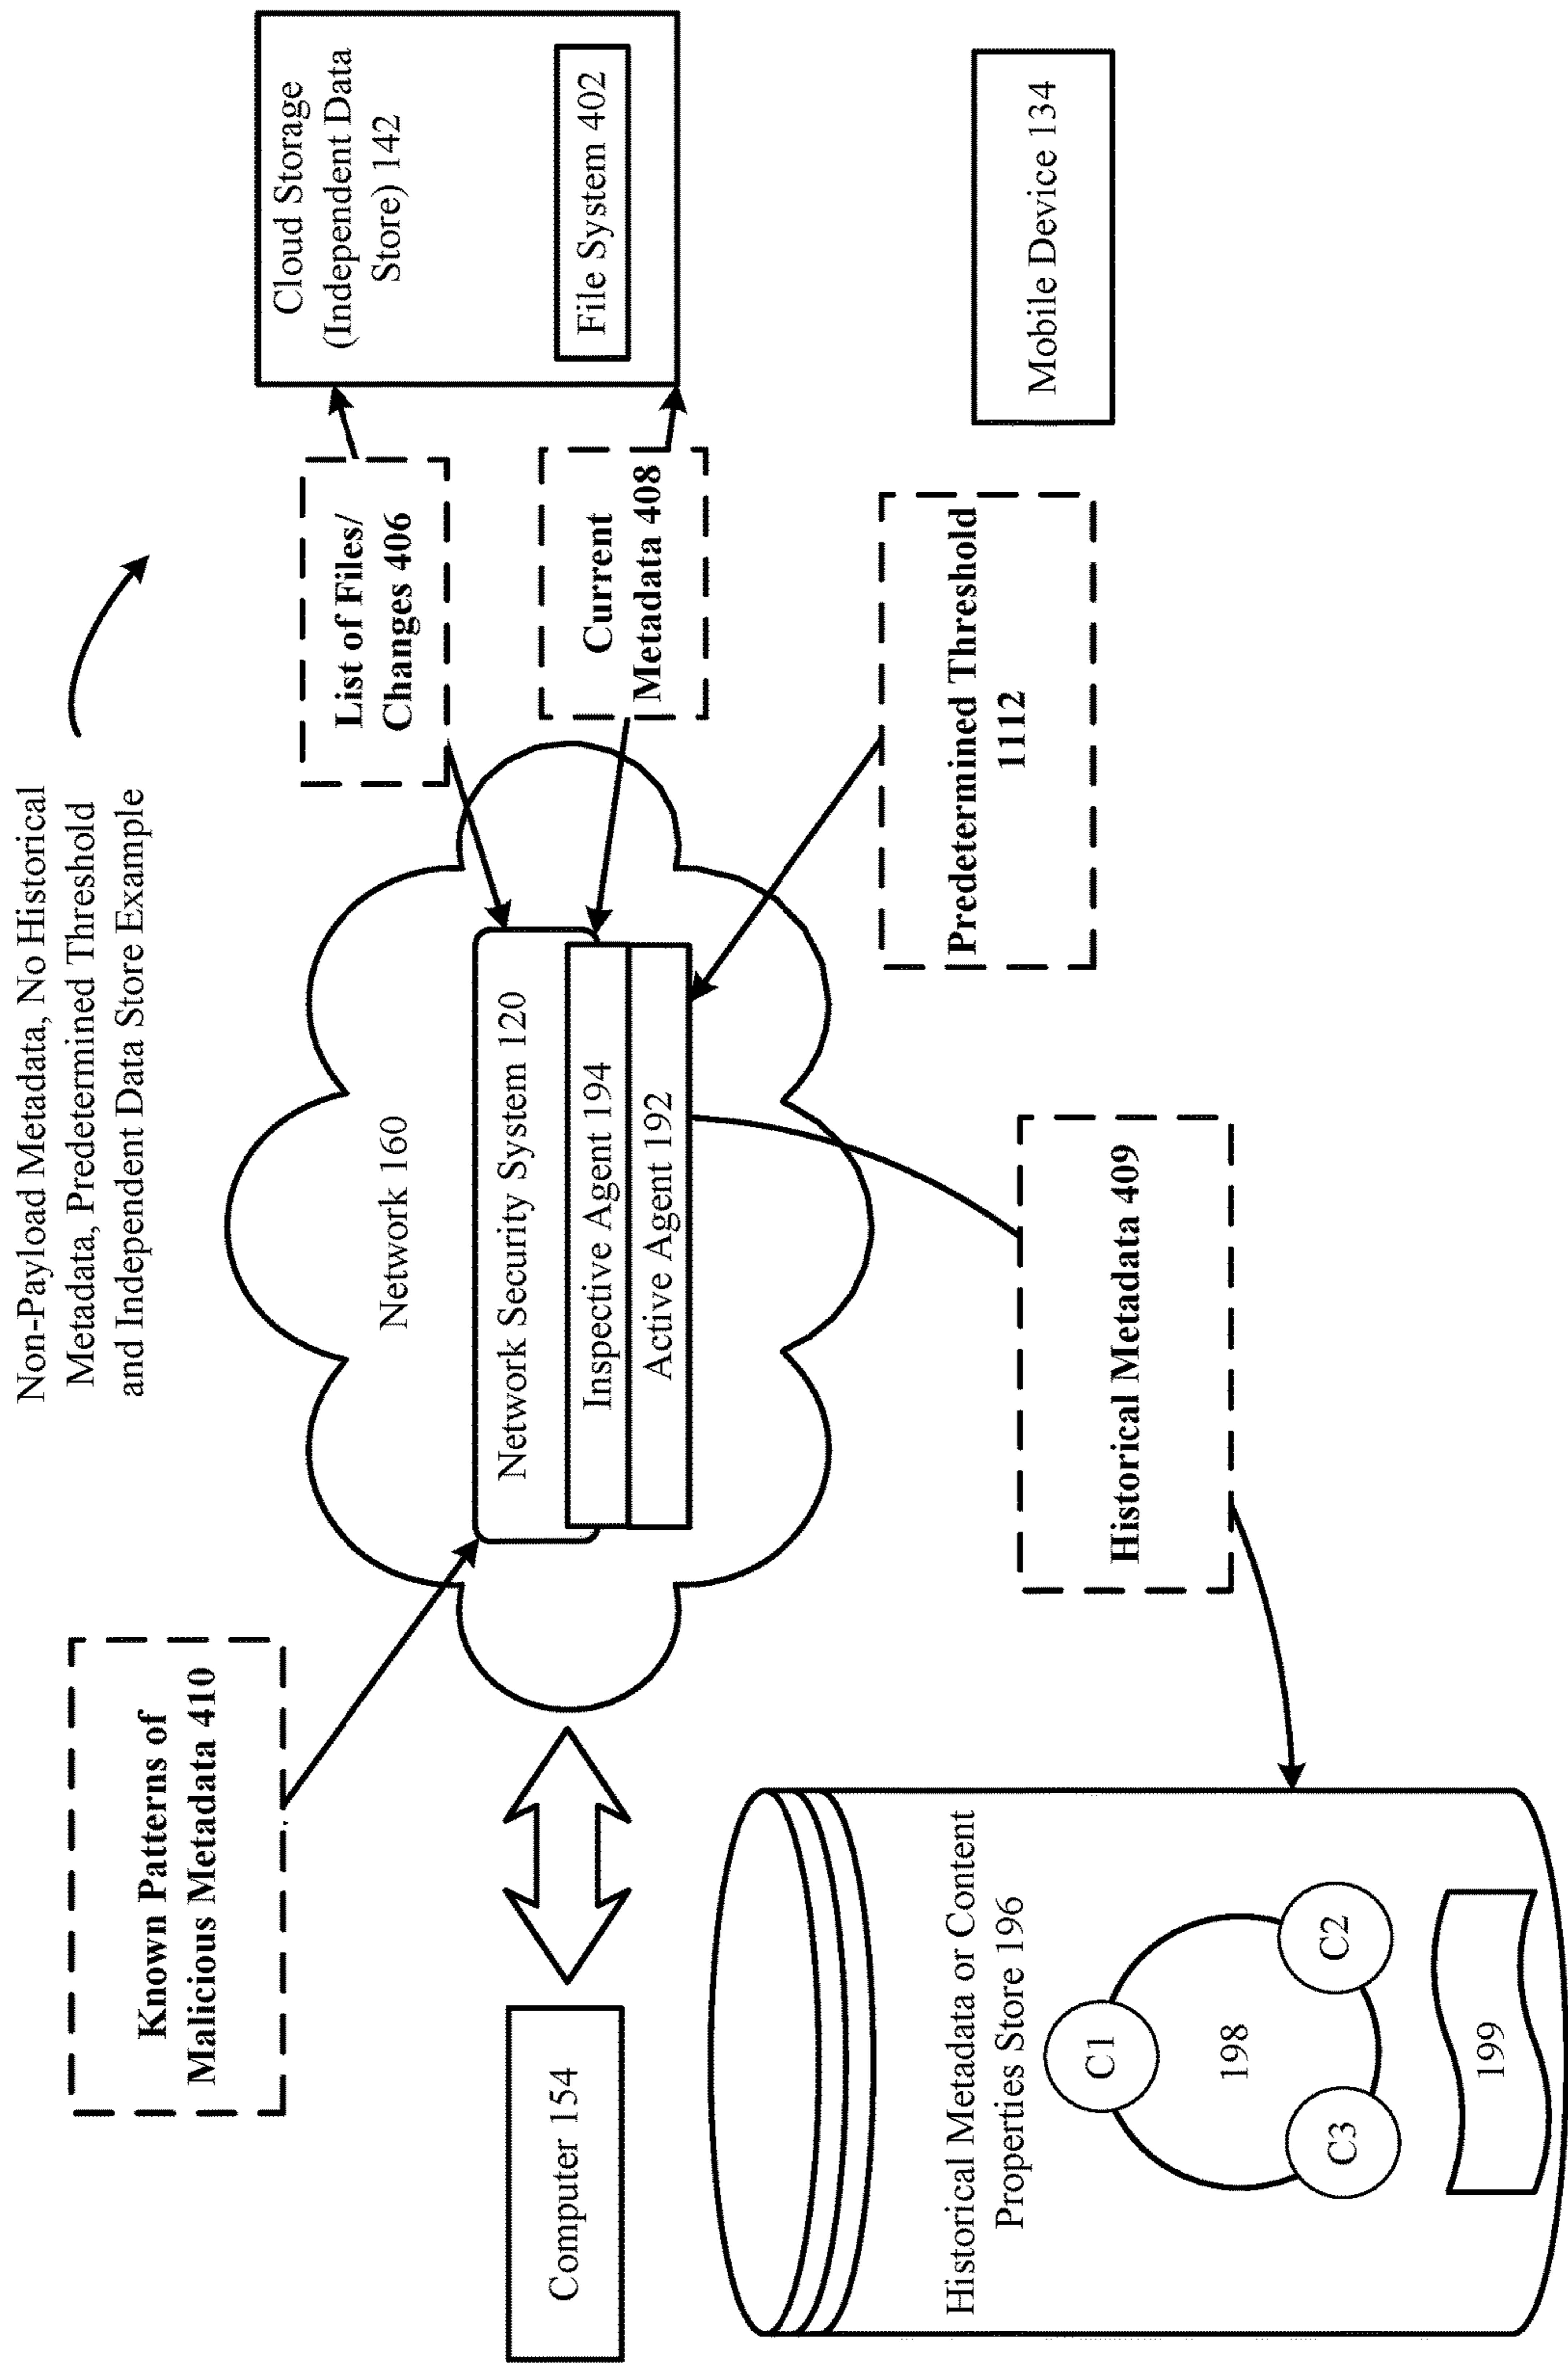 Non-Payload Metadata, No Historical
Metadata, Predetermined Threshold
and Independent Data Store Example
Known Patterns of
Malicious Metadata 410
List of Files/
Changes 406
Cloud Storage
(Independent Data
Store) 142
File System 402
Network 160
Current
Metadata 408
Computer 154
Network Security System 120
Inspective Agent 194
Active Agent 192
Predetermined Threshold
1112
Mobile Device 134
Historical Metadata or Content
Properties Store 196
C1
198
C2
C3
199
Historical Metadata 409